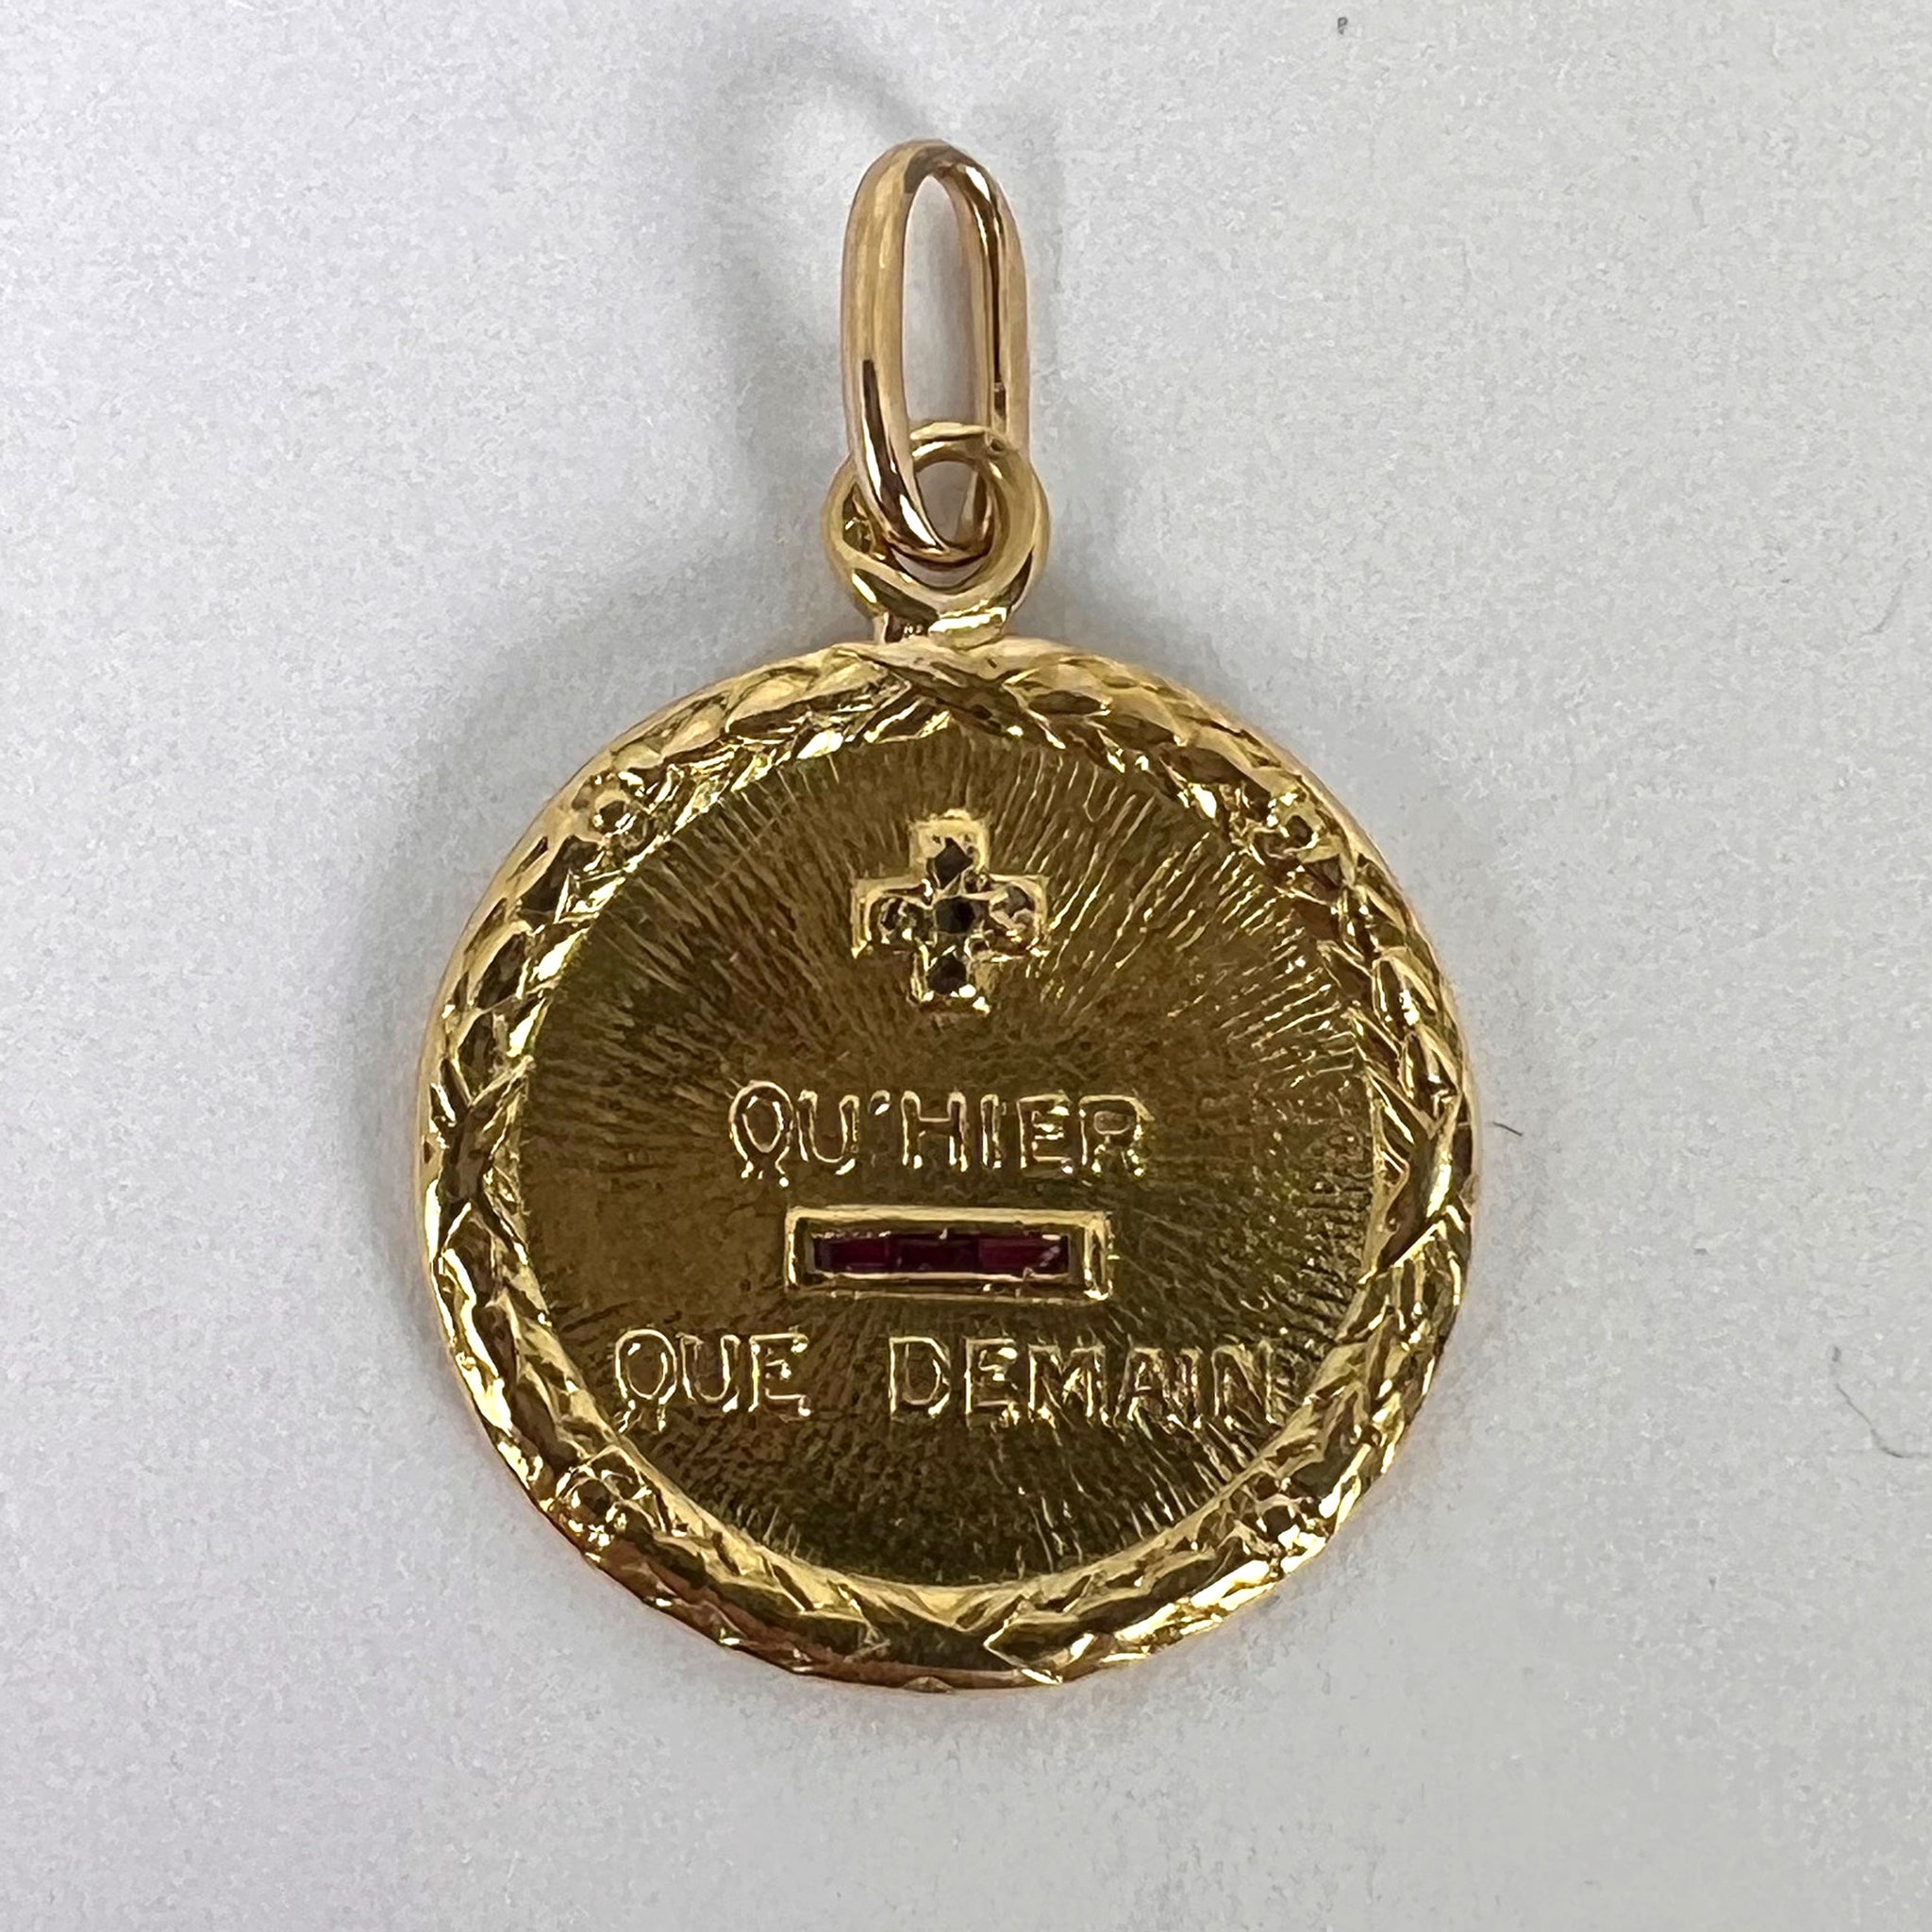 +
QU'HIER
-
QUE DEMAIN